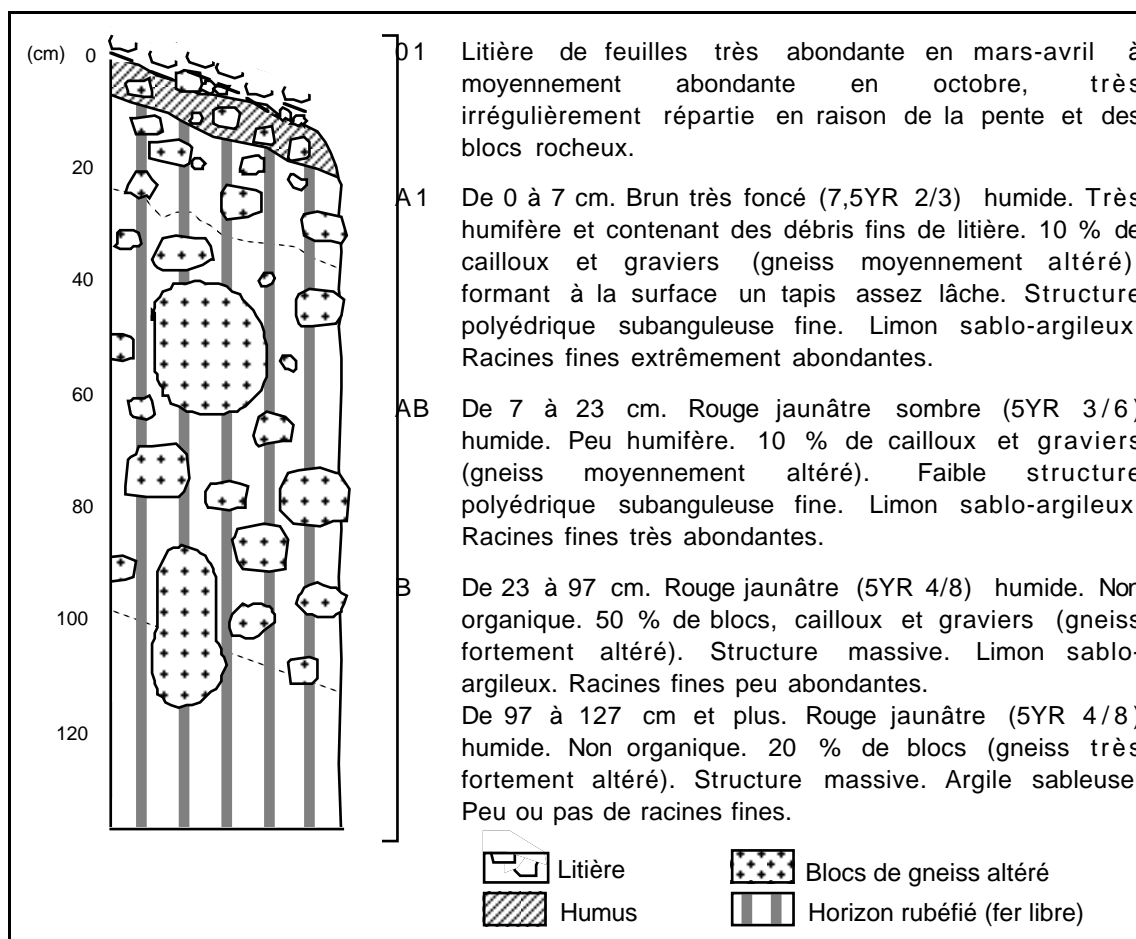 (cm) 0
20
40
60
80
100
120
01 Litière de feuilles très abondante en mars-avril à
moyennement abondante en octobre, très
irrégulièrement répartie en raison de la pente et des
blocs rocheux.
A1 De 0 à 7 cm. Brun très foncé (7,5YR 2/3) humide. Très
humifère et contenant des débris fins de litière. 10 % de
cailloux et graviers (gneiss moyennement altéré)
formant à la surface un tapis assez lâche. Structure
polyédrique subanguleuse fine. Limon sablo-argileux
Racines fines extrêmement abondantes.
AB De 7 à 23 cm. Rouge jaunâtre sombre (5YR 3/6)
humide. Peu humifère. 10 % de cailloux et graviers
(gneiss moyennement altéré). Faible structure
polyédrique subanguleuse fine. Limon sablo-argileux
Racines fines très abondantes.
B De 23 à 97 cm. Rouge jaunâtre (5YR 4/8) humide. Non
organique. 50 % de blocs, cailloux et graviers (gneiss
fortement altéré). Structure massive. Limon sablo-
argileux. Racines fines peu abondantes.
De 97 à 127 cm et plus. Rouge jaunâtre (5YR 4/8)
humide. Non organique. 20 % de blocs (gneiss très
fortement altéré). Structure massive. Argile sableuse
Peu ou pas de racines fines.
Litière
Blocs de gneiss altéré
Humus
Horizon rubéfié (fer libre)